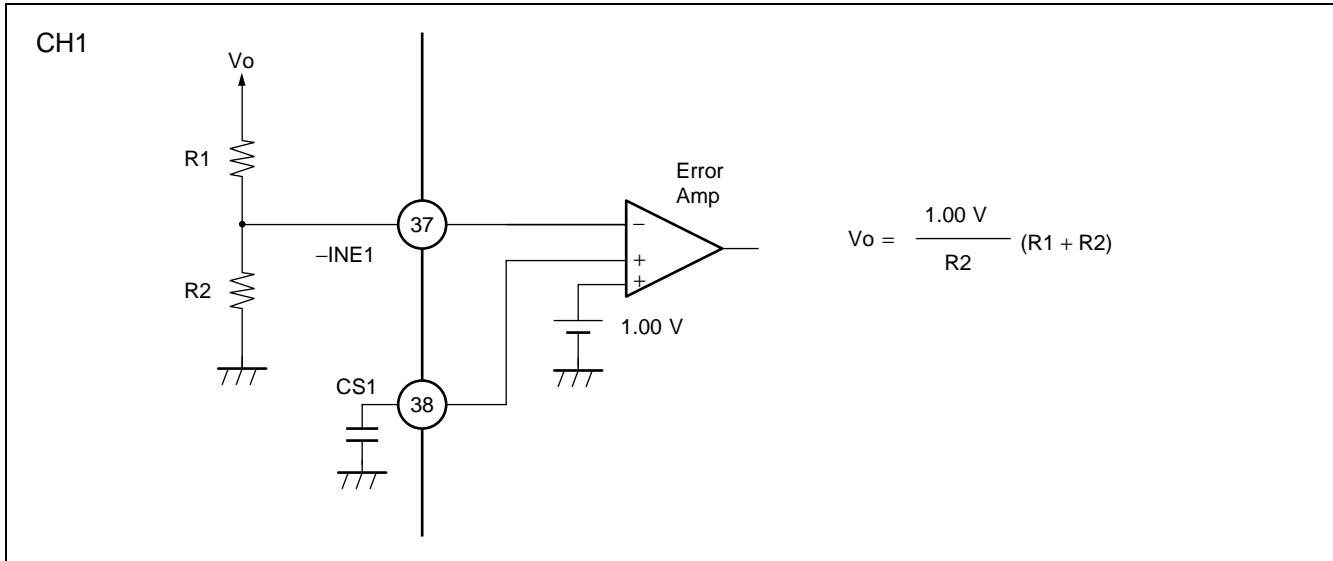 CH1
Vo
R1
R2
37
−INE1
CS1
38
Error
Amp
−
+
+
1.00 V
Vo = 1.00 V / R2 (R1 + R2)